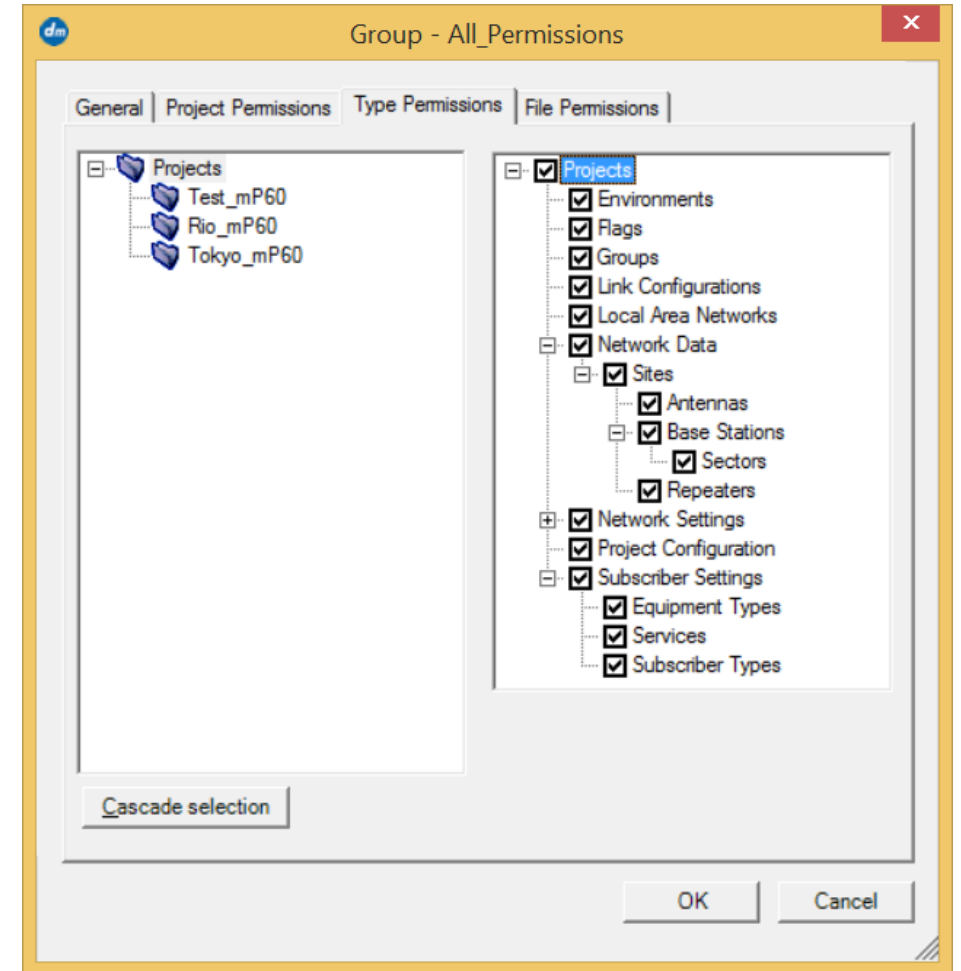 dm
Group - All_Permissions
General
Project Permissions
Type Permissions
File Permissions
Projects
Test_mP60
Rio_mP60
Tokyo_mP60
Projects
Environments
Flags
Groups
Link Configurations
Local Area Networks
Network Data
Sites
Antennas
Base Stations
Sectors
Repeaters
Network Settings
Project Configuration
Subscriber Settings
Equipment Types
Services
Subscriber Types
Cascade selection
OK
Cancel